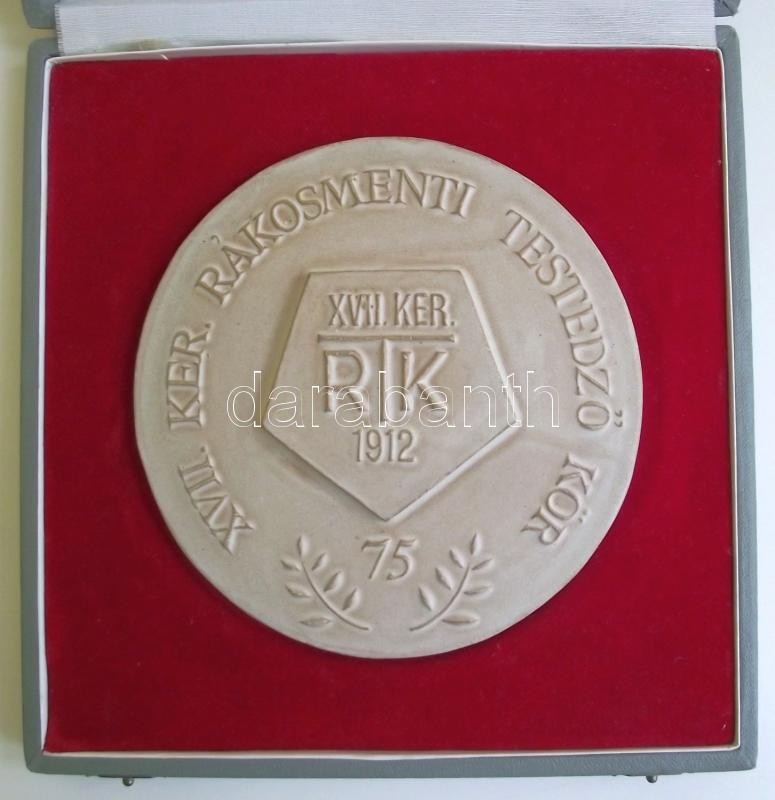 XVII. KER. RÁKOSMENTI TESTEDZŐ KÖR
XVII. KER.
RTK
1912
75
darabanth